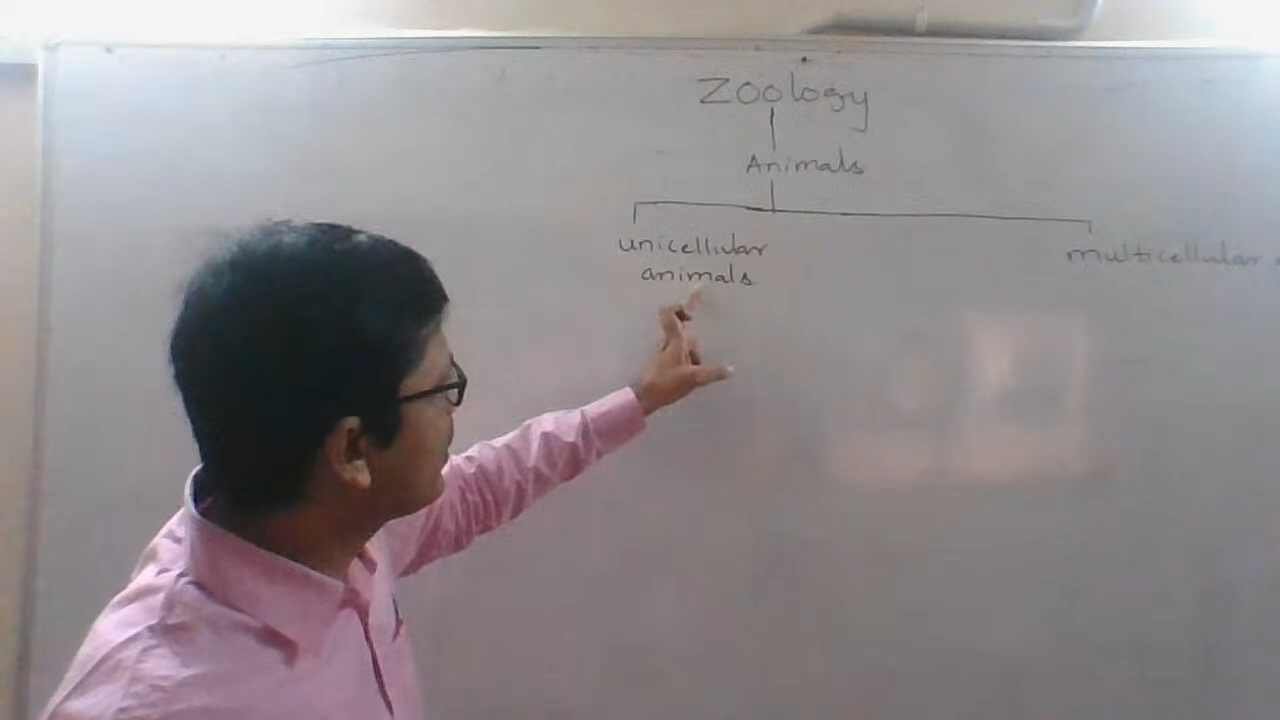 Zoology
Animals
unicellular
animals
multicellular